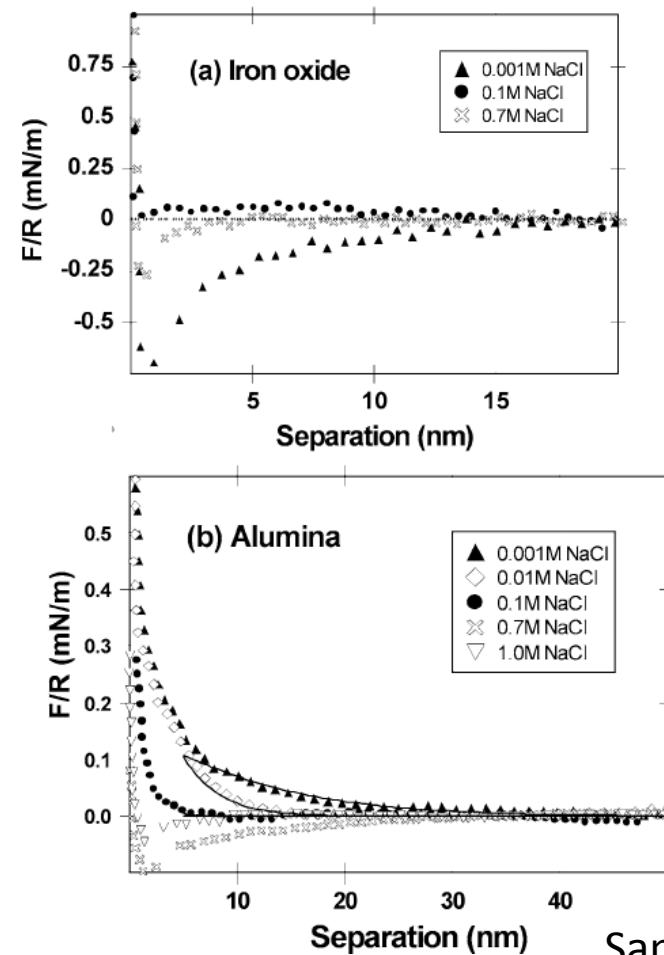 (a) Iron oxide
0.001M NaCl
0.1M NaCl
0.7M NaCl
0.75
0.5
0.25
0
-0.25
-0.5
F/R (mN/m)
5 10 15
Separation (nm)
(b) Alumina
0.001M NaCl
0.01M NaCl
0.1M NaCl
0.7M NaCl
1.0M NaCl
0.5
0.4
0.3
0.2
0.1
0.0
F/R (mN/m)
10 20 30 40
Separation (nm)